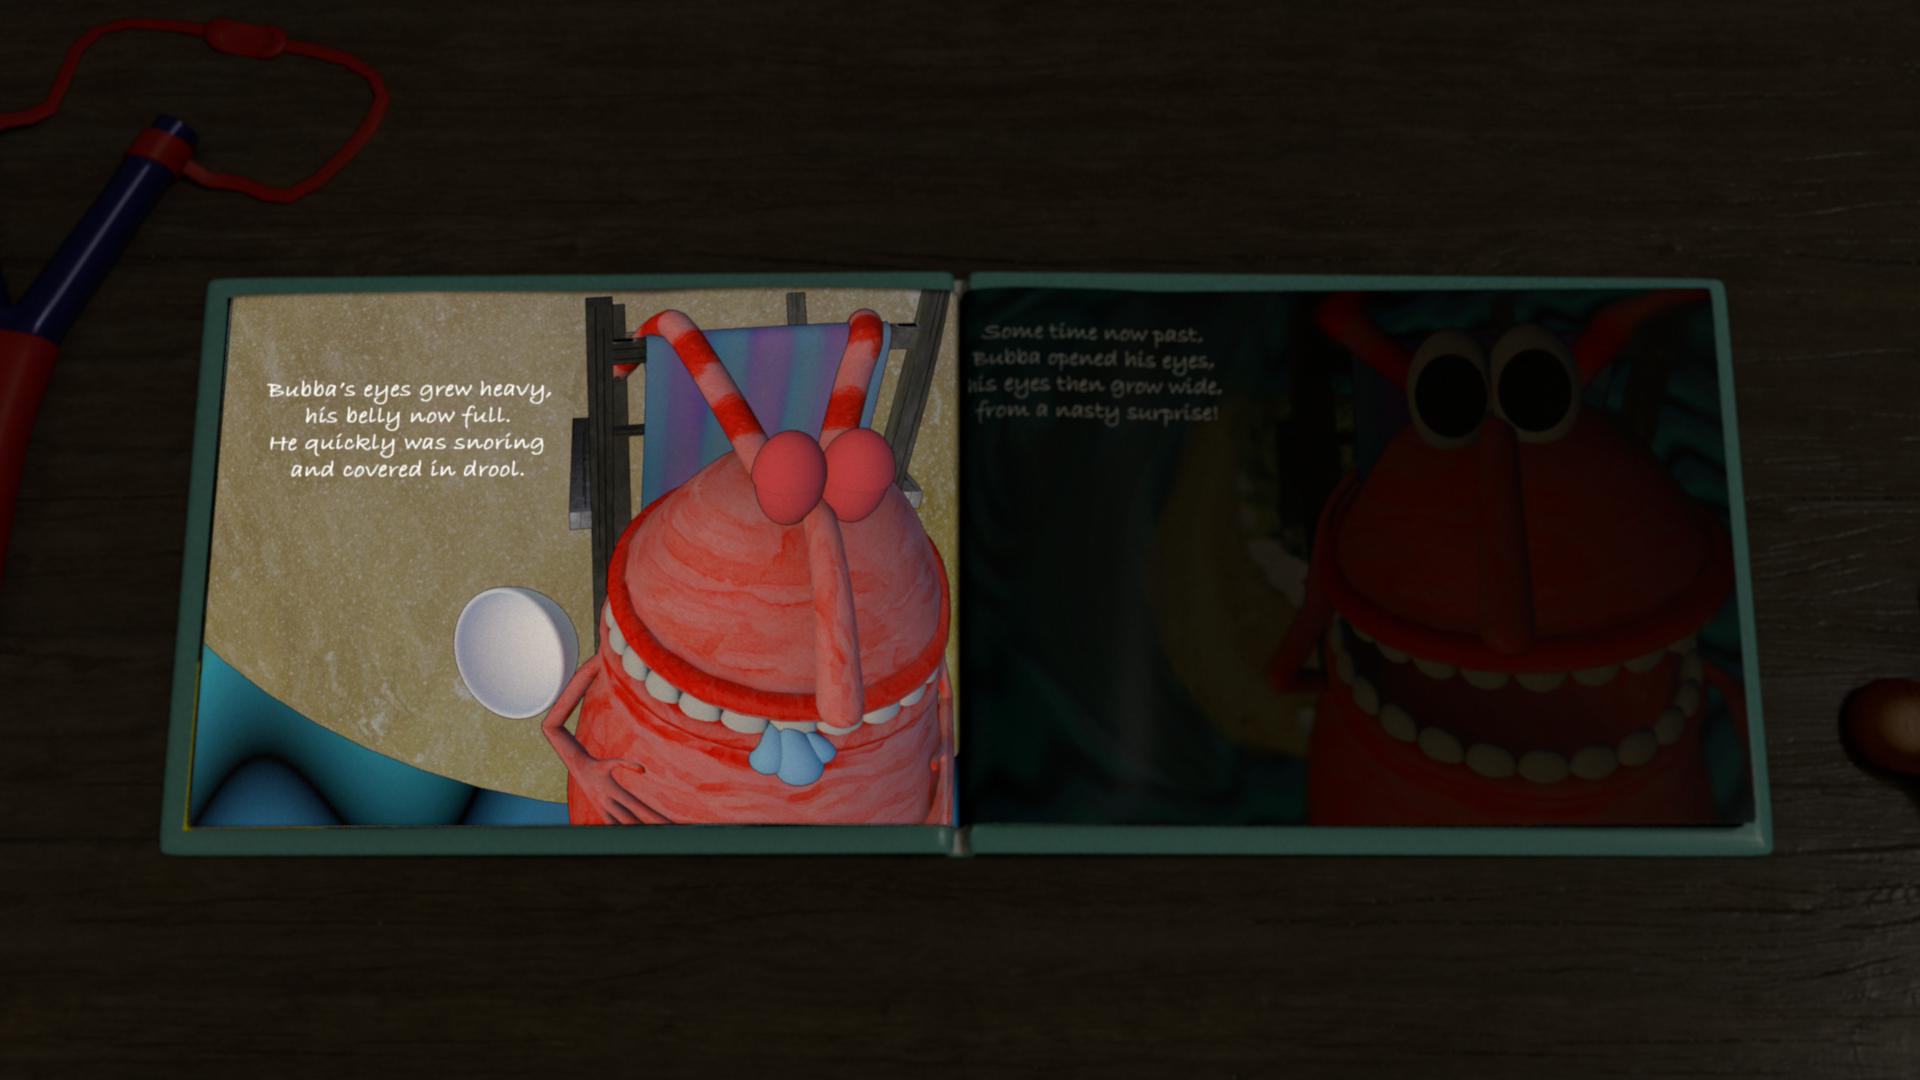 Bubba's eyes grew heavy,
his belly now full.
He quickly was snoring
and covered in drool.
Some time now past,
Bubba opened his eyes,
his eyes then grow wide,
from a nasty surprise!